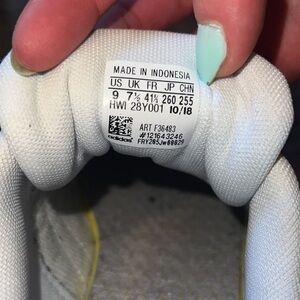 MADE IN INDONESIA
US UK FR JP CHN
9 7½ 41⅓ 260 255
HWI 28Y001 10/18
ART F36483
#121643246
adidas FRY265JW00029